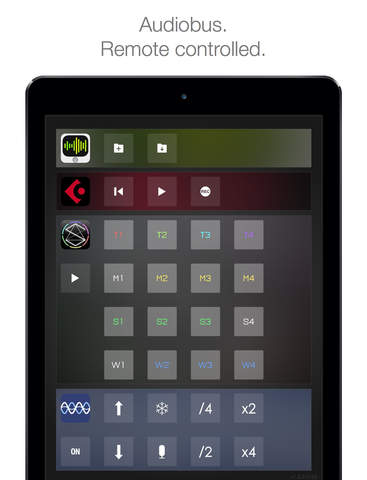 Audiobus.
Remote controlled.
REC
T1 T2 T3 T4
M1 M2 M3 M4
S1 S2 S3 S4
W1 W2 W3 W4
/4 x2
ON /2 x4